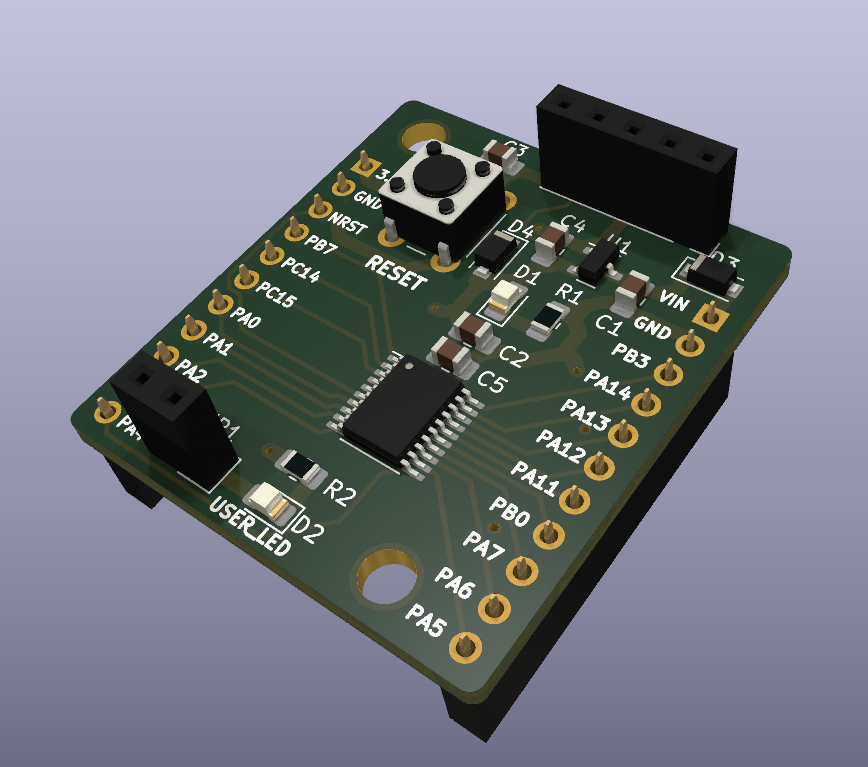 C3
3.
GND
NRST
PB7
PC14
PC15
PA0
PA1
PA2
RESET
D4
C4
D1
R1
C1
C2
C5
D3
VIN
GND
PB3
PA14
PA13
PA12
PA11
PB0
PA7
PA6
PA5
R2
D2
USER_LED